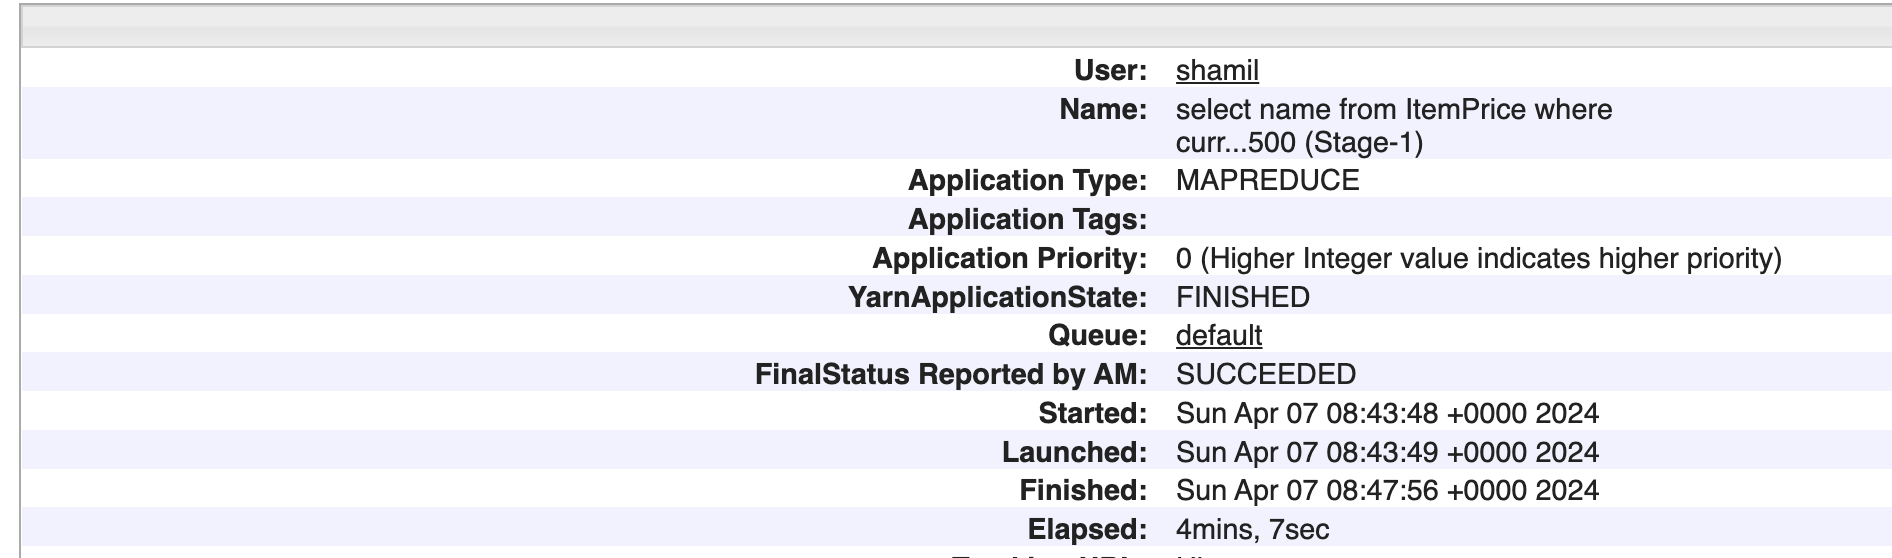 User: shamil
Name: select name from ItemPrice where
curr...500 (Stage-1)
Application Type: MAPREDUCE
Application Tags:
Application Priority: 0 (Higher Integer value indicates higher priority)
YarnApplicationState: FINISHED
Queue: default
FinalStatus Reported by AM: SUCCEEDED
Started: Sun Apr 07 08:43:48 +0000 2024
Launched: Sun Apr 07 08:43:49 +0000 2024
Finished: Sun Apr 07 08:47:56 +0000 2024
Elapsed: 4mins, 7sec